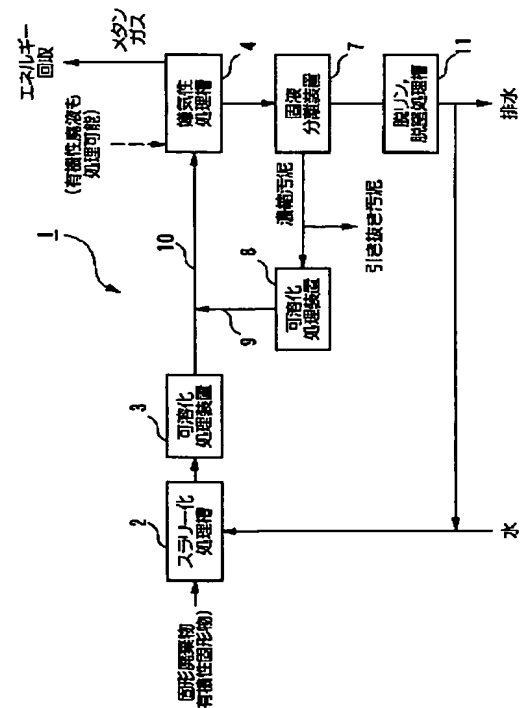 エネルギー
回収
メタン
ガス
(有機性廃液も
処理可能)
1
10
嫌気性
処理槽
4
固液
分離装置
7
脱リン,
脱窒処理槽
11
排水
濃縮汚泥
引き抜き汚泥
8
可溶化
処理装置
9
3
可溶化
処理装置
2
スラリー化
処理槽
固形廃棄物
有機性固形物)
水